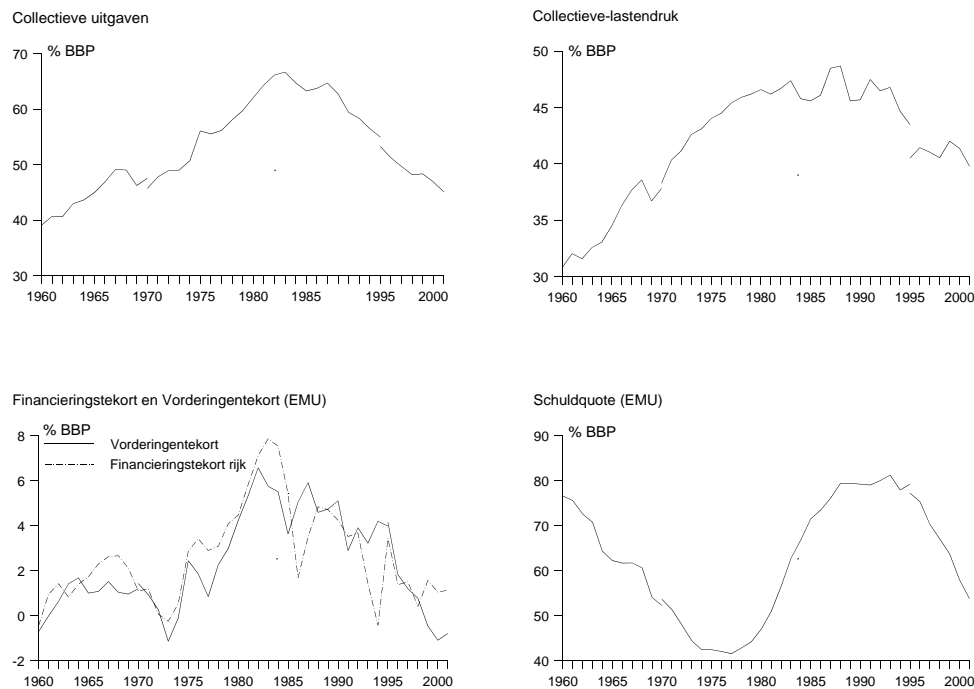 Collectieve uitgaven
% BBP
70
60
50
40
30
1960 1965 1970 1975 1980 1985 1995 2000
Collectieve-lastendruk
% BBP
50
45
40
35
30
1960 1965 1970 1975 1980 1985 1990 1995 2000
Financieringstekort en Vorderingentekort (EMU)
% BBP
8
6
4
2
0
-2
Vorderingentekort
Financieringstekort rijk
1960 1965 1970 1975 1980 1985 1990 1995 2000
Schuldquote (EMU)
% BBP
90
80
70
60
50
40
1960 1965 1970 1975 1980 1985 1990 1995 2000